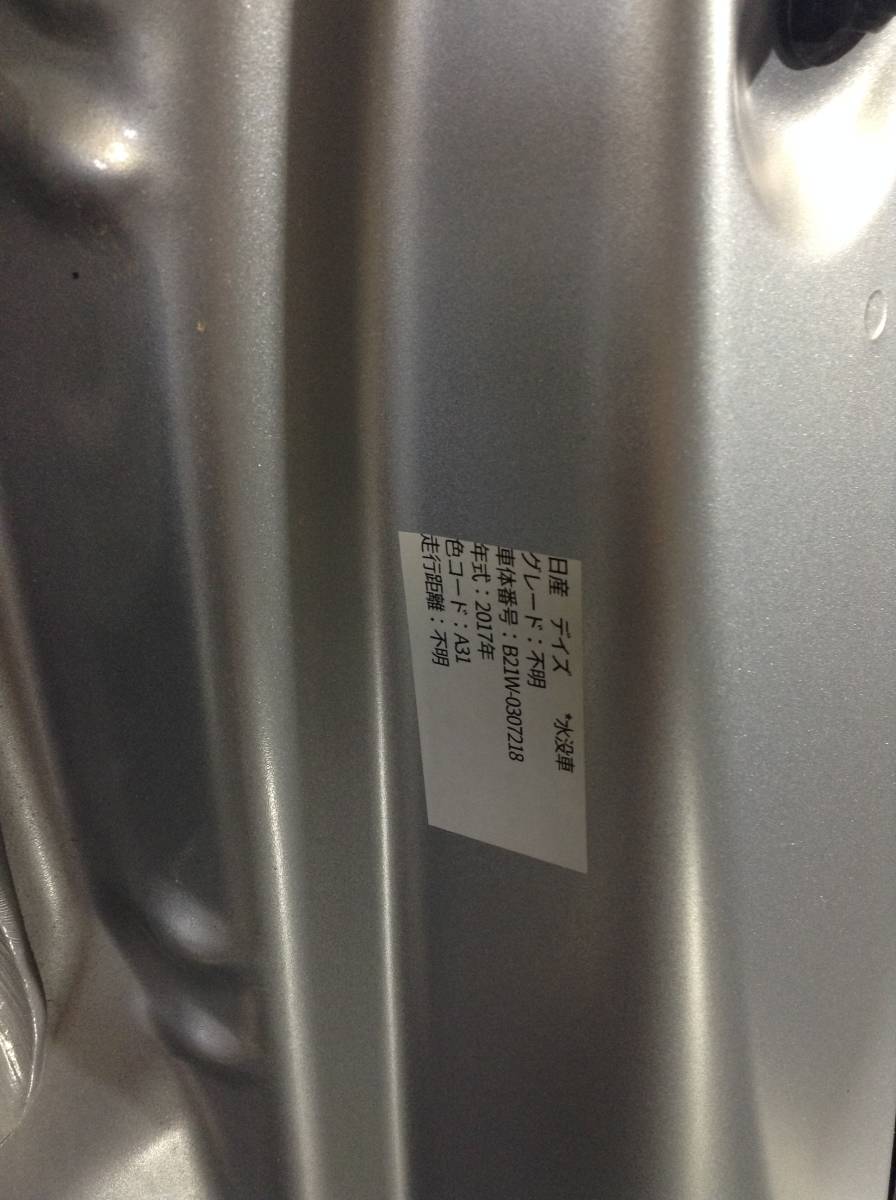 日産　デイズ　　*水没車
グレード：不明
車体番号：B21W-0307218
年式：2017年
色コード：A31
走行距離：不明